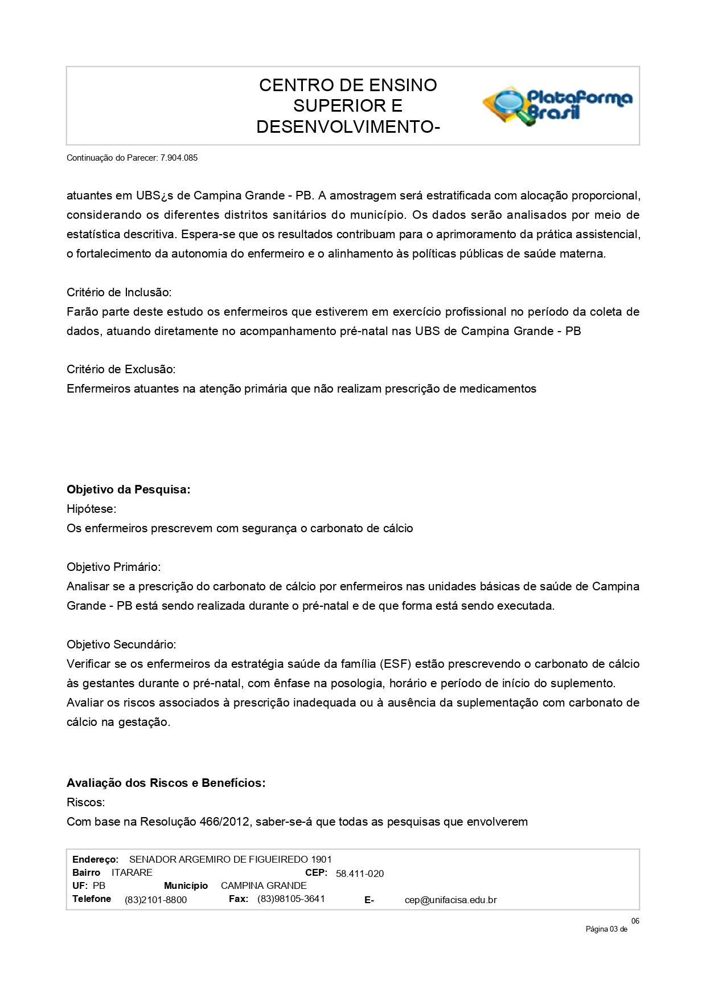 CENTRO DE ENSINO
SUPERIOR E
DESENVOLVIMENTO-
Plataforma
Brasil
Continuação do Parecer: 7.904.085
atuantes em UBS¿s de Campina Grande - PB. A amostragem será estratificada com alocação proporcional,
considerando os diferentes distritos sanitários do município. Os dados serão analisados por meio de
estatística descritiva. Espera-se que os resultados contribuam para o aprimoramento da prática assistencial,
o fortalecimento da autonomia do enfermeiro e o alinhamento às políticas públicas de saúde materna.
Critério de Inclusão:
Farão parte deste estudo os enfermeiros que estiverem em exercício profissional no período da coleta de
dados, atuando diretamente no acompanhamento pré-natal nas UBS de Campina Grande - PB
Critério de Exclusão:
Enfermeiros atuantes na atenção primária que não realizam prescrição de medicamentos
Objetivo da Pesquisa:
Hipótese:
Os enfermeiros prescrevem com segurança o carbonato de cálcio
Objetivo Primário:
Analisar se a prescrição do carbonato de cálcio por enfermeiros nas unidades básicas de saúde de Campina
Grande - PB está sendo realizada durante o pré-natal e de que forma está sendo executada.
Objetivo Secundário:
Verificar se os enfermeiros da estratégia saúde da família (ESF) estão prescrevendo o carbonato de cálcio
às gestantes durante o pré-natal, com ênfase na posologia, horário e período de início do suplemento.
Avaliar os riscos associados à prescrição inadequada ou à ausência da suplementação com carbonato de
cálcio na gestação.
Avaliação dos Riscos e Benefícios:
Riscos:
Com base na Resolução 466/2012, saber-se-á que todas as pesquisas que envolverem
Endereço: SENADOR ARGEMIRO DE FIGUEIREDO 1901
Bairro ITARARE CEP: 58.411-020
UF: PB Município CAMPINA GRANDE
Telefone (83)2101-8800 Fax: (83)98105-3641 E- cep@unifacisa.edu.br
Página 03 de 06